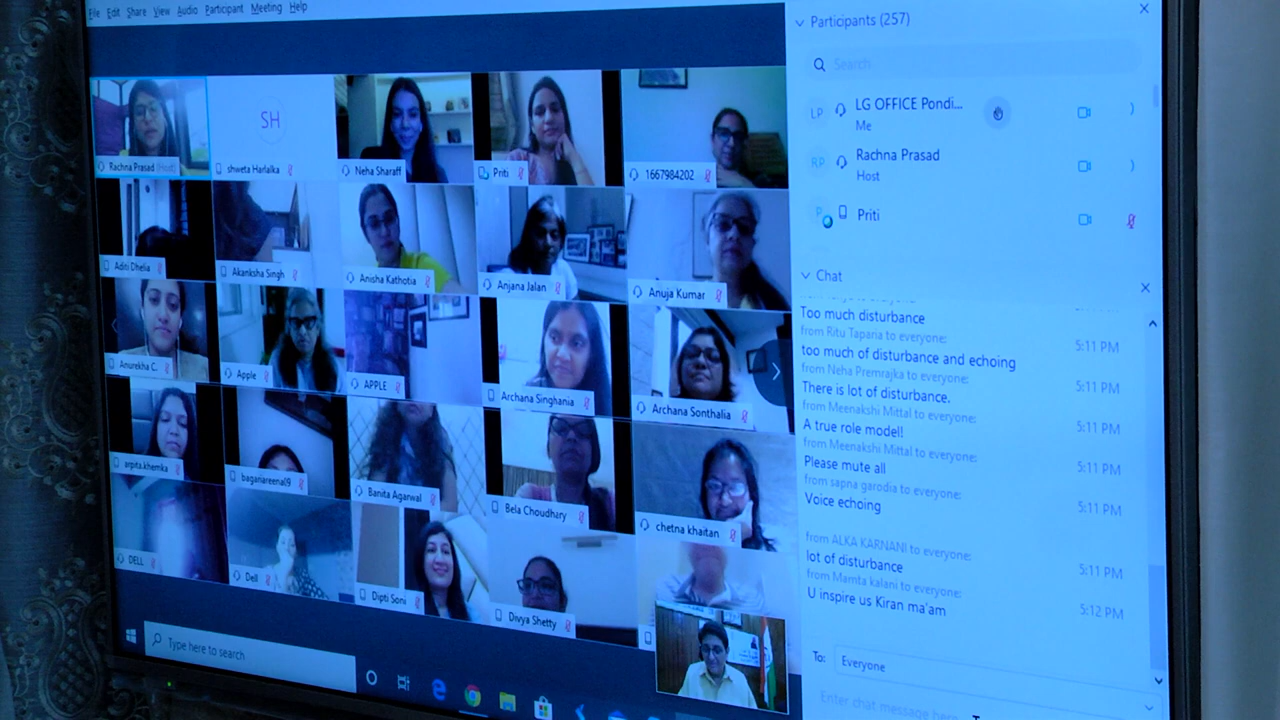 File Edit Share View Audio Participant Meeting Help
Rachna Prasad (Host)
SH
shweta Harlalka
Neha Sharaff
Priti
1667984202
Aditi Dhelia
Akanksha Singh
Anisha Kathotia
Anjana Jalan
Anuja Kumar
Anurekha C.
Apple
APPLE
Archana Singhania
Archana Sonthalia
arpita.khemka
bagariareena19
Banita Agarwal
Bela Choudhary
chetna khaitan
DELL
Dell
Dipti Soni
Divya Shetty
Type here to search
Participants (257)
Search
LP
LG OFFICE Pondi...
Me
RP
Rachna Prasad
Host
P
Priti
Chat
Too much disturbance
from Ritu Tapana to everyone:
5:11 PM
too much of disturbance and echoing
from Neha Premrajka to everyone:
5:11 PM
There is lot of disturbance.
from Meenakshi Mittal to everyone:
5:11 PM
A true role model!
from Meenakshi Mittal to everyone:
5:11 PM
Please mute all
from sapna garodia to everyone:
5:11 PM
Voice echoing
from ALKA KARNANI to everyone:
5:11 PM
lot of disturbance
from Mamta kalani to everyone:
5:12 PM
U inspire us Kiran ma'am
To:
Everyone
Enter chat message here